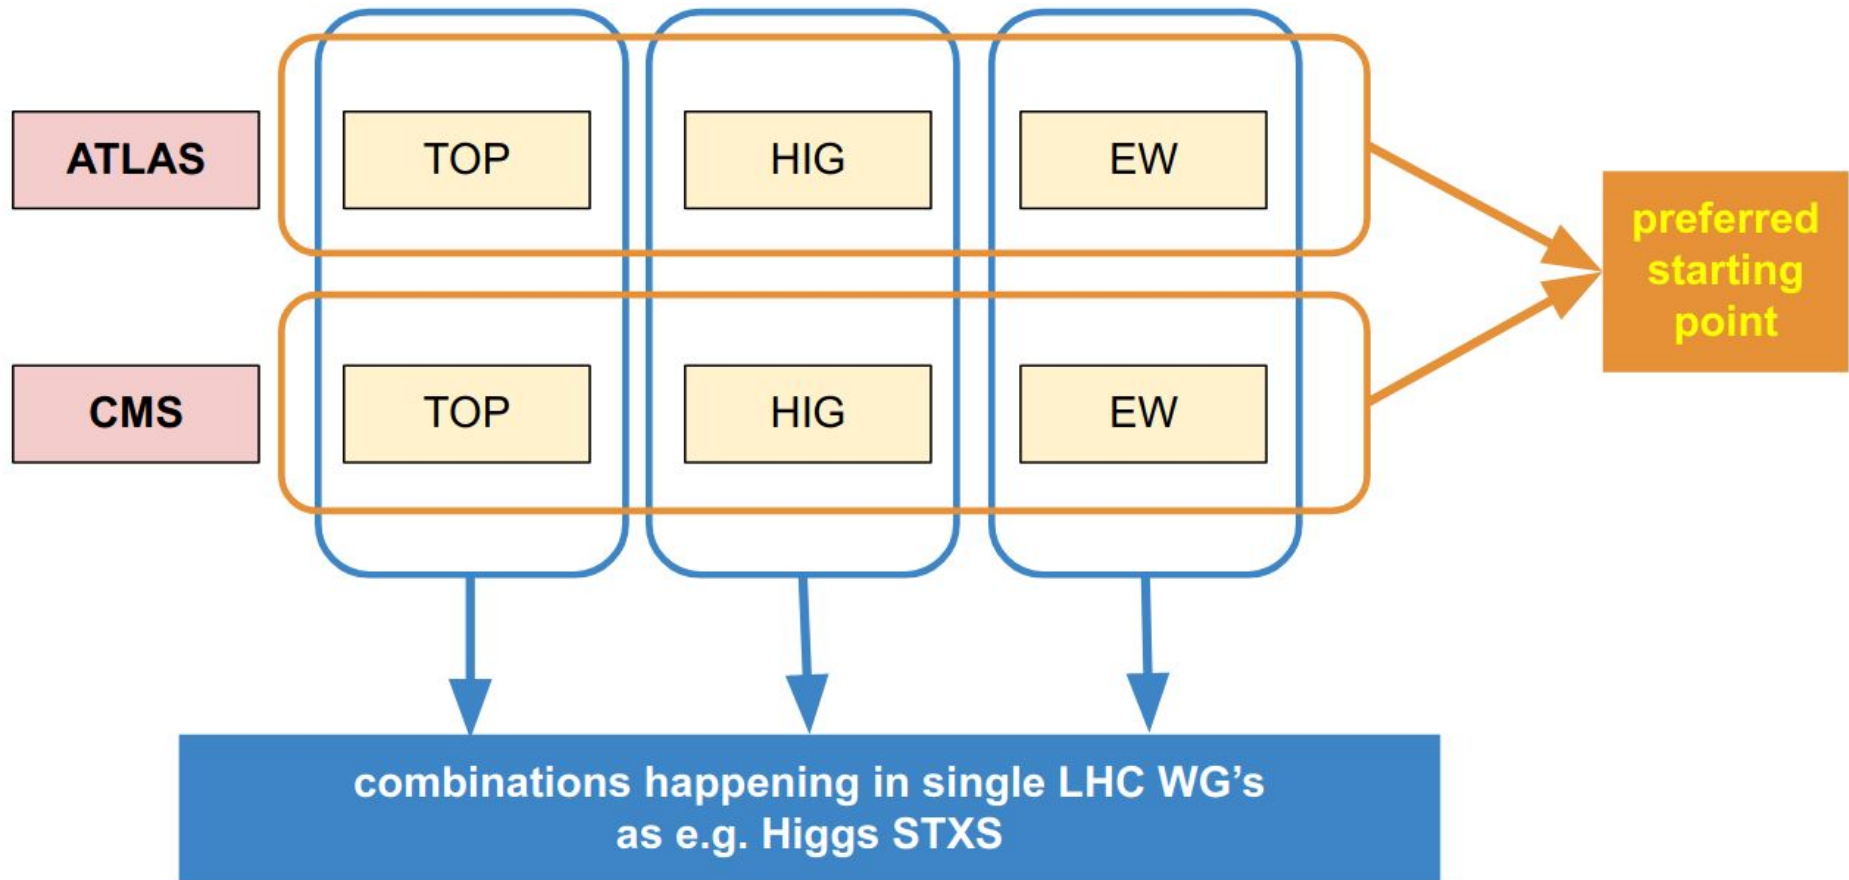 ATLAS
TOP
HIG
EW
preferred
starting
point
CMS
TOP
HIG
EW
combinations happening in single LHC WG’s
as e.g. Higgs STXS